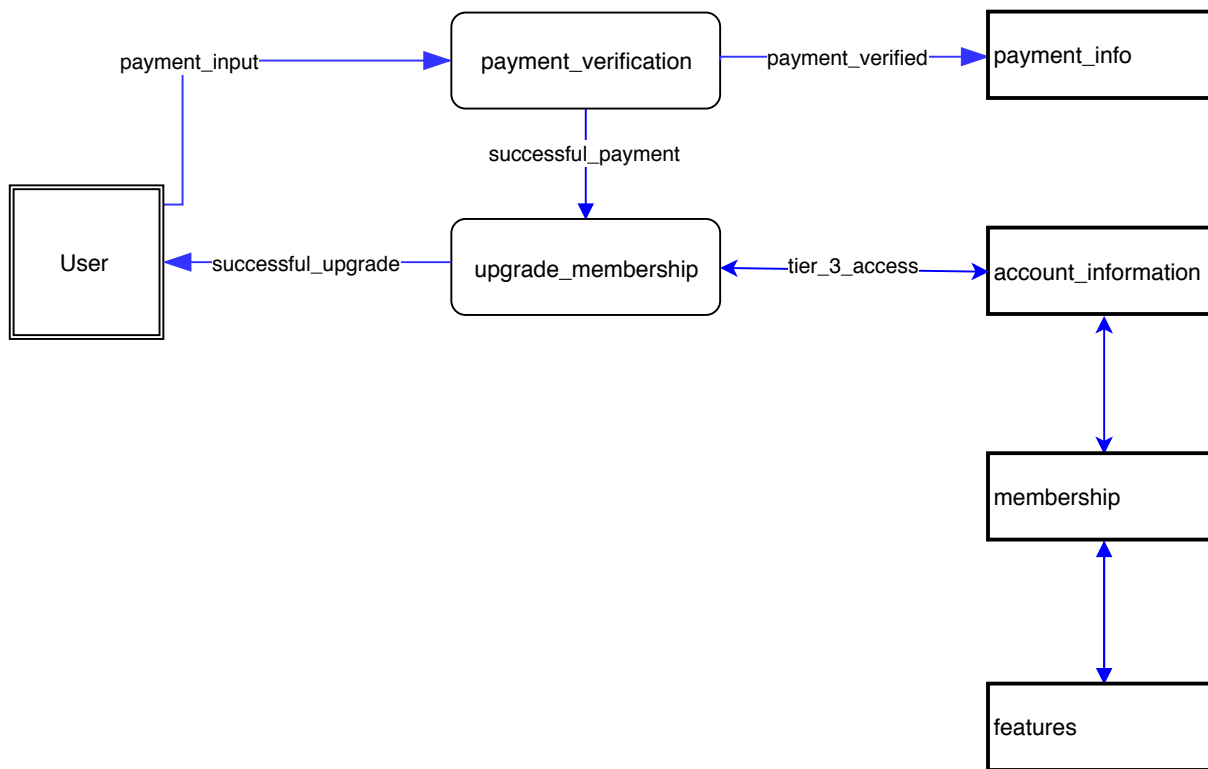 payment_input
payment_verification
payment_verified
payment_info
successful_payment
User
successful_upgrade
upgrade_membership
tier_3_access
account_information
membership
features